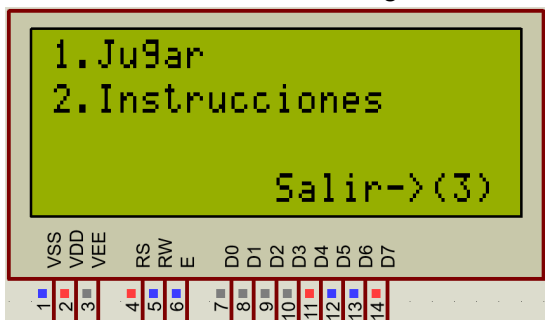 1.Jugar
2.Instrucciones
Salir->(3)
VSS VDD VEE RS RW E D0 D1 D2 D3 D4 D5 D6 D7
1 2 3 4 5 6 7 8 9 10 11 12 13 14